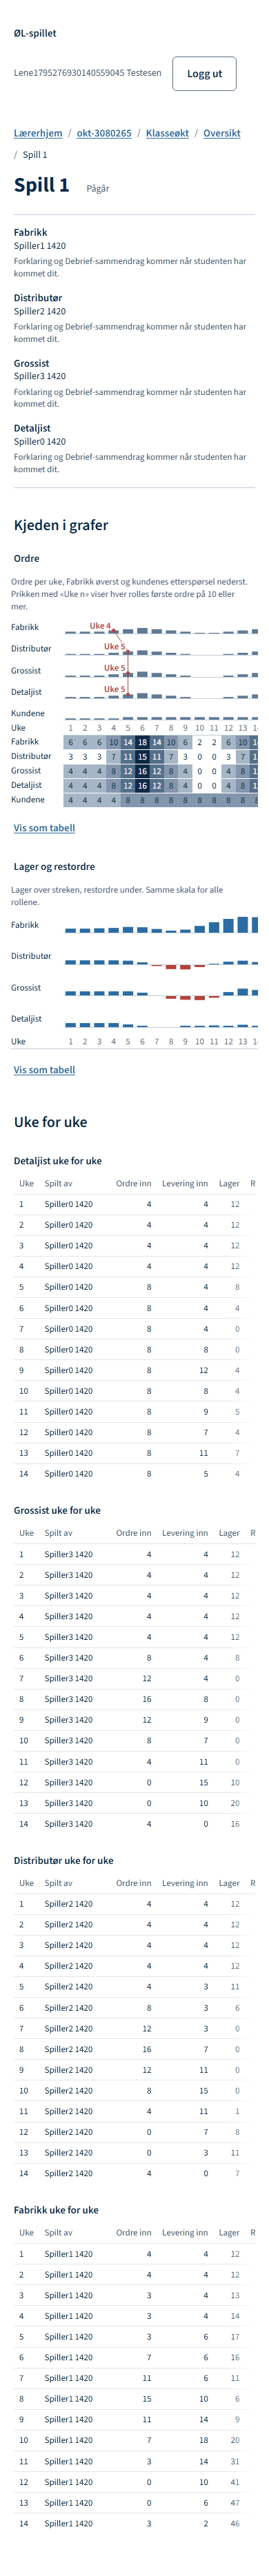 ØL-spillet
Lene1795276930140559045 Testesen
Logg ut
Lærerhjem / økt-3080265 / Klasseøkt / Oversikt
/ Spill 1
Spill 1 Pågår
Fabrikk
Spiller1 1420
Forklaring og Debrief-sammendrag kommer når studenten har
kommet dit.
Distributør
Spiller2 1420
Forklaring og Debrief-sammendrag kommer når studenten har
kommet dit.
Grossist
Spiller3 1420
Forklaring og Debrief-sammendrag kommer når studenten har
kommet dit.
Detaljist
Spiller0 1420
Forklaring og Debrief-sammendrag kommer når studenten har
kommet dit.
Kjeden i grafer
Ordre
Ordre per uke, Fabrikk øverst og kundenes etterspørsel nederst.
Prikken med «Uke n» viser hver rolles første ordre på 10 eller
mer.
Fabrikk Uke 4
Distributør Uke 5
Grossist Uke 5
Detaljist Uke 5
Kundene
Uke 1 2 3 4 5 6 7 8 9 10 11 12 13
Fabrikk 6 6 6 10 14 18 14 10 6 2 2 6 10
Distributør 3 3 3 7 11 15 11 7 3 0 0 3 7
Grossist 4 4 4 8 12 16 12 8 4 0 0 4 8
Detaljist 4 4 4 8 12 16 12 8 4 0 0 4 8
Kundene 4 4 4 4 8 8 8 8 8 8 8 8 8
Vis som tabell
Lager og restordre
Lager over streken, restordre under. Samme skala for alle
rollene.
Fabrikk
Distributør
Grossist
Detaljist
Uke 1 2 3 4 5 6 7 8 9 10 11 12 13
Vis som tabell
Uke for uke
Detaljist uke for uke
Uke Spilt av Ordre inn Levering inn Lager R
1 Spiller0 1420 4 4 12
2 Spiller0 1420 4 4 12
3 Spiller0 1420 4 4 12
4 Spiller0 1420 4 4 12
5 Spiller0 1420 8 4 8
6 Spiller0 1420 8 4 4
7 Spiller0 1420 8 4 0
8 Spiller0 1420 8 8 0
9 Spiller0 1420 8 12 4
10 Spiller0 1420 8 8 4
11 Spiller0 1420 8 9 5
12 Spiller0 1420 8 7 4
13 Spiller0 1420 8 11 7
14 Spiller0 1420 8 5 4
Grossist uke for uke
Uke Spilt av Ordre inn Levering inn Lager R
1 Spiller3 1420 4 4 12
2 Spiller3 1420 4 4 12
3 Spiller3 1420 4 4 12
4 Spiller3 1420 4 4 12
5 Spiller3 1420 4 4 12
6 Spiller3 1420 8 4 8
7 Spiller3 1420 12 4 0
8 Spiller3 1420 16 8 0
9 Spiller3 1420 12 9 0
10 Spiller3 1420 8 7 0
11 Spiller3 1420 4 11 0
12 Spiller3 1420 0 15 10
13 Spiller3 1420 0 10 20
14 Spiller3 1420 4 0 16
Distributør uke for uke
Uke Spilt av Ordre inn Levering inn Lager R
1 Spiller2 1420 4 4 12
2 Spiller2 1420 4 4 12
3 Spiller2 1420 4 4 12
4 Spiller2 1420 4 4 12
5 Spiller2 1420 4 3 11
6 Spiller2 1420 8 3 6
7 Spiller2 1420 12 3 0
8 Spiller2 1420 16 7 0
9 Spiller2 1420 12 11 0
10 Spiller2 1420 8 15 0
11 Spiller2 1420 4 11 1
12 Spiller2 1420 0 7 8
13 Spiller2 1420 0 3 11
14 Spiller2 1420 4 0 7
Fabrikk uke for uke
Uke Spilt av Ordre inn Levering inn Lager R
1 Spiller1 1420 4 4 12
2 Spiller1 1420 4 4 12
3 Spiller1 1420 3 4 13
4 Spiller1 1420 3 4 14
5 Spiller1 1420 3 6 17
6 Spiller1 1420 7 6 16
7 Spiller1 1420 11 6 11
8 Spiller1 1420 15 10 6
9 Spiller1 1420 11 14 9
10 Spiller1 1420 7 18 20
11 Spiller1 1420 3 14 31
12 Spiller1 1420 0 10 41
13 Spiller1 1420 0 6 47
14 Spiller1 1420 3 2 46